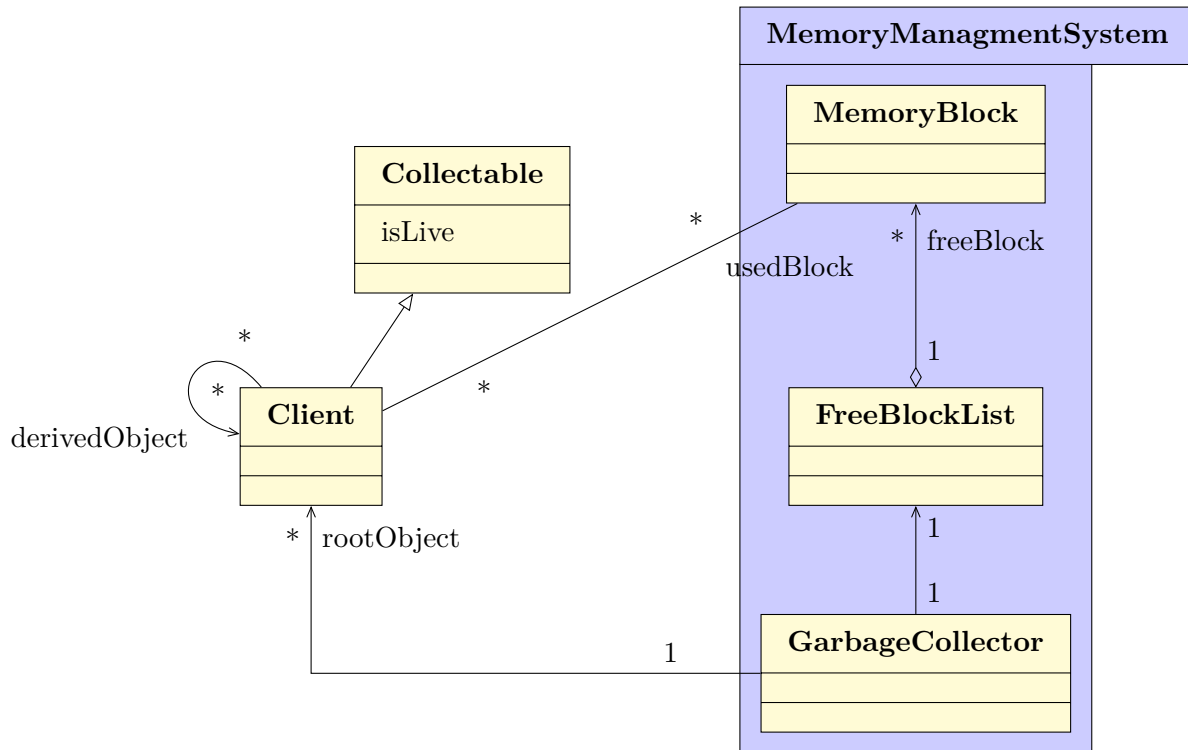 MemoryManagmentSystem
MemoryBlock
Collectable
isLive
*
usedBlock
* freeBlock
*
*
derivedObject
Client
*
1
FreeBlockList
* rootObject
1
1
1
GarbageCollector